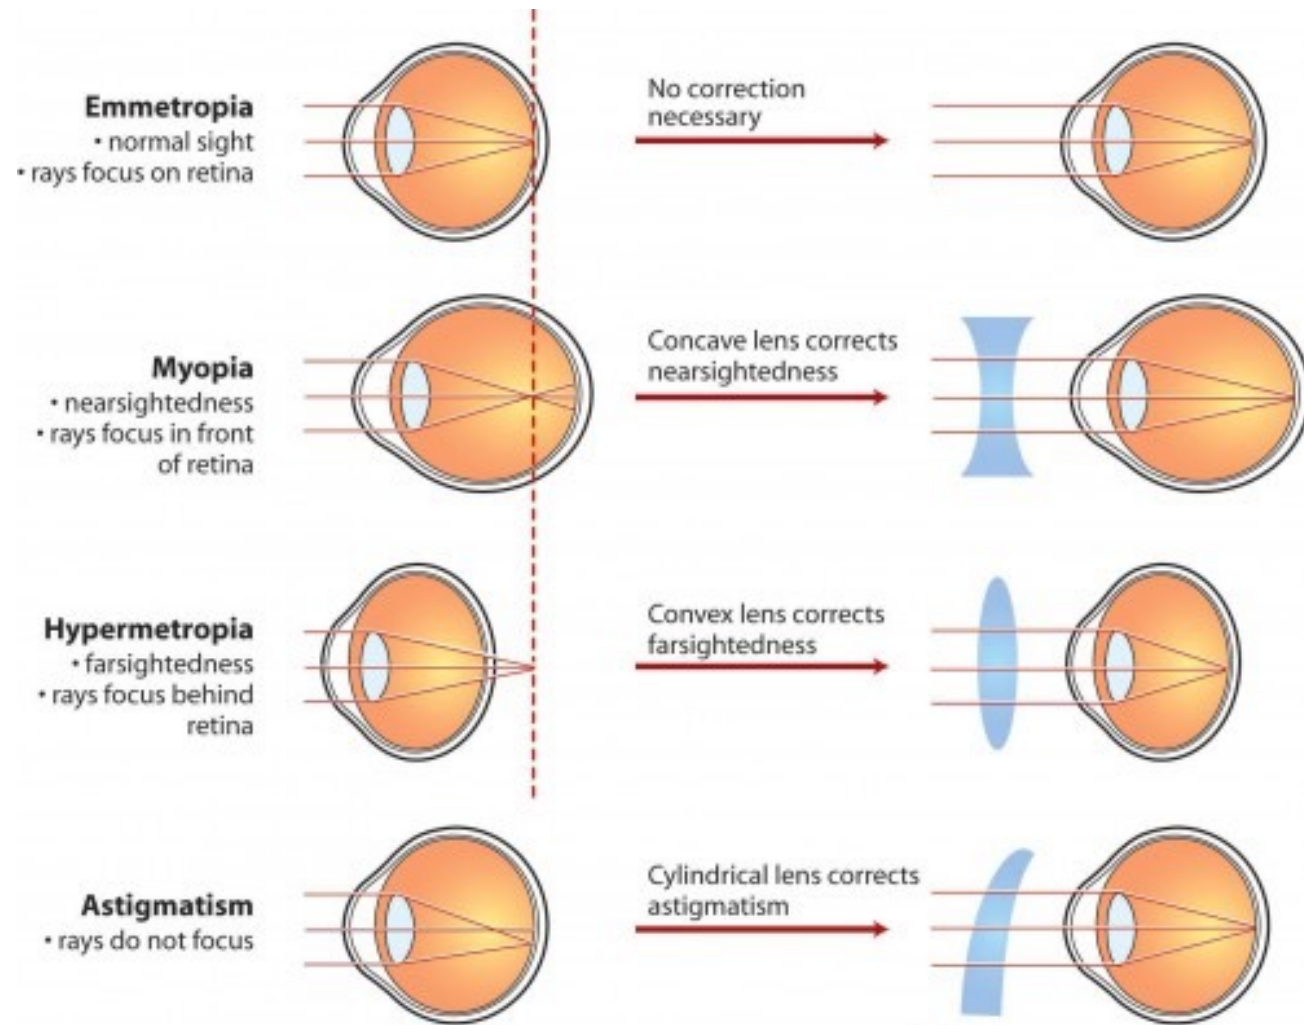 Emmetropia
• normal sight
• rays focus on retina
No correction
necessary
Myopia
• nearsightedness
• rays focus in front
of retina
Concave lens corrects
nearsightedness
Hypermetropia
• farsightedness
• rays focus behind
retina
Convex lens corrects
farsightedness
Astigmatism
• rays do not focus
Cylindrical lens corrects
astigmatism